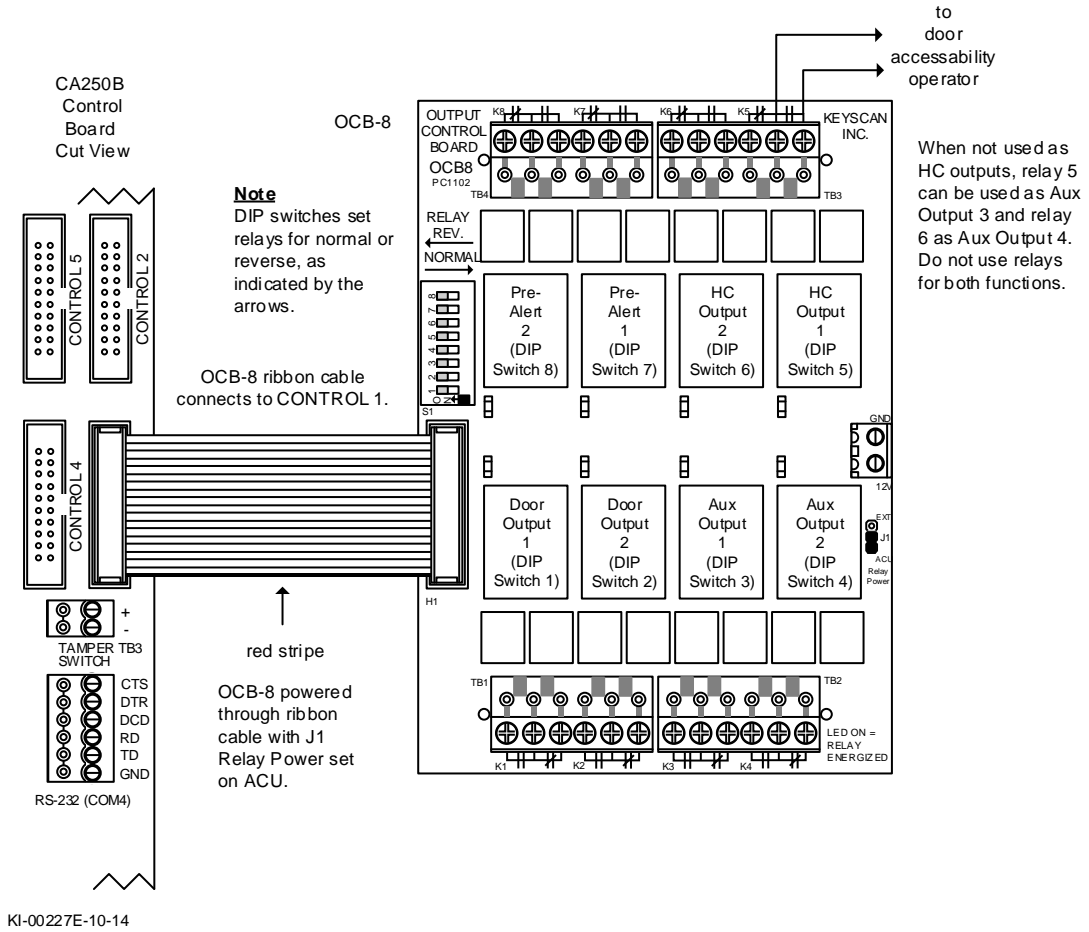 to
door
accessability
operator
CA250B
Control
Board
Cut View
OCB-8
OUTPUT
CONTROL
BOARD
OCB8
PC1102
K8
K7
K6
K5
KEYSCAN
INC.
TB4
TB3
When not used as
HC outputs, relay 5
can be used as Aux
Output 3 and relay
6 as Aux Output 4.
Do not use relays
for both functions.
Note
DIP switches set
relays for normal or
reverse, as
indicated by the
arrows.
RELAY
REV.
NORMAL
CONTROL 5
CONTROL 2
8
7
6
5
4
3
2
1
ON
S1
Pre-
Alert
2
(DIP
Switch 8)
Pre-
Alert
1
(DIP
Switch 7)
HC
Output
2
(DIP
Switch 6)
HC
Output
1
(DIP
Switch 5)
OCB-8 ribbon cable
connects to CONTROL 1.
GND
12V
CONTROL 4
Door
Output
1
(DIP
Switch 1)
Door
Output
2
(DIP
Switch 2)
Aux
Output
1
(DIP
Switch 3)
Aux
Output
2
(DIP
Switch 4)
EXT
J1
ACU
Relay
Power
H1
+
-
TAMPER TB3
SWITCH
red stripe
CTS
DTR
DCD
RD
TD
GND
RS-232 (COM4)
OCB-8 powered
through ribbon
cable with J1
Relay Power set
on ACU.
TB1
TB2
K1
K2
K3
K4
LED ON =
RELAY
ENERGIZED
KI-00227E-10-14